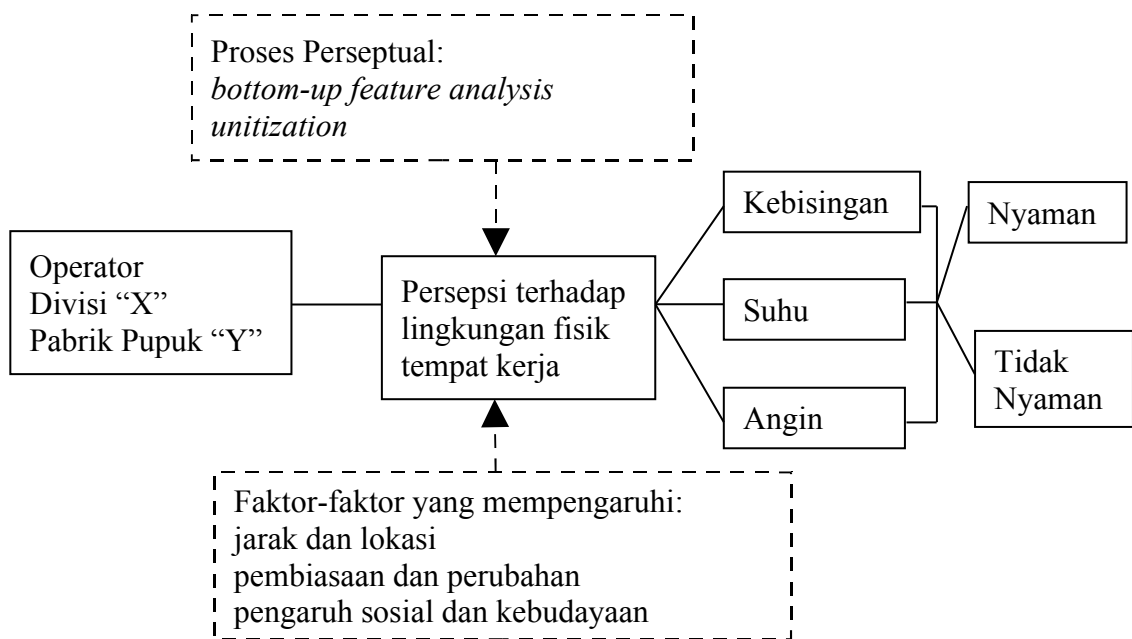 Proses Perseptual:
bottom-up feature analysis
unitization
Operator
Divisi “X”
Pabrik Pupuk “Y”
Persepsi terhadap
lingkungan fisik
tempat kerja
Kebisingan
Suhu
Angin
Nyaman
Tidak
Nyaman
Faktor-faktor yang mempengaruhi:
jarak dan lokasi
pembiasaan dan perubahan
pengaruh sosial dan kebudayaan